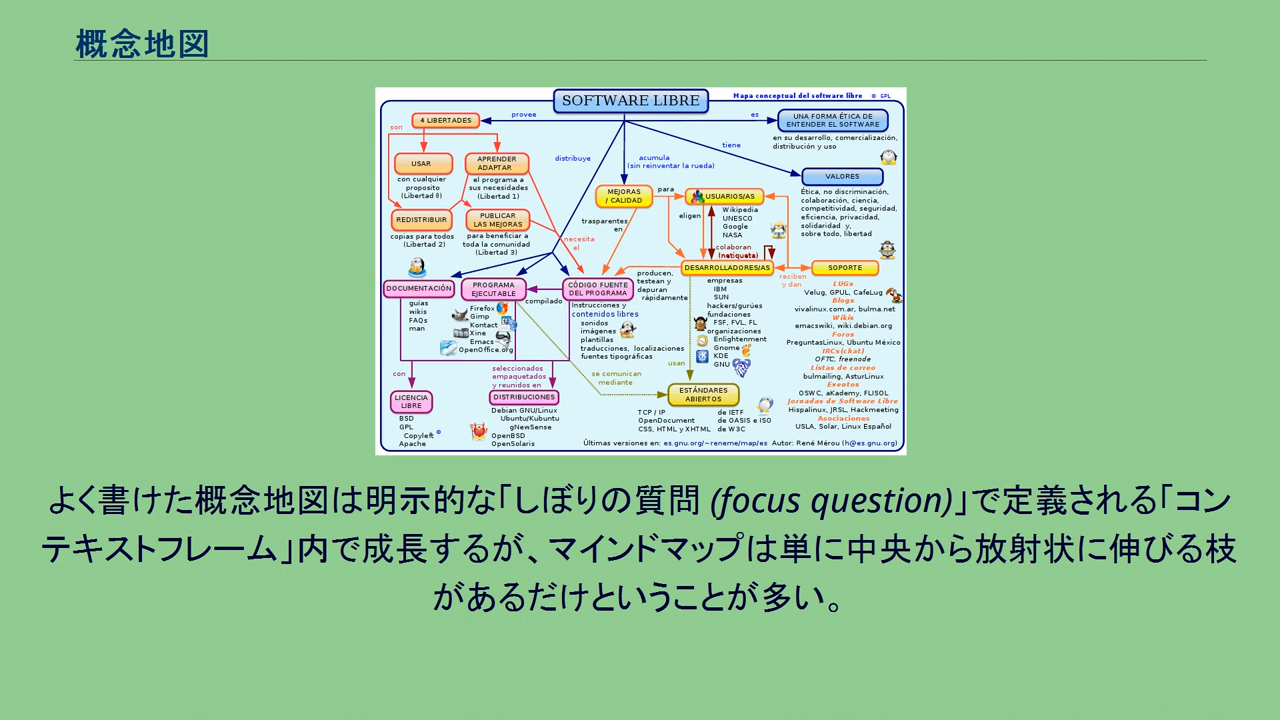 概念地図
SOFTWARE LIBRE
Mapa conceptual del software libre © GPL
provee
es
4 LIBERTADES
son
UNA FORMA ÉTICA DE
ENTENDER EL SOFTWARE
en su desarrollo, comercialización,
distribución y uso
distribuye
acumula
(sin reinventar la rueda)
tiene
USAR
con cualquier
proposito
(Libertad 0)
APRENDER
ADAPTAR
el programa a
sus necesidades
(Libertad 1)
VALORES
Ética, no discriminación,
colaboración, ciencia,
competitividad, seguridad,
eficiencia, privacidad,
solidaridad y,
sobre todo, libertad
MEJORAS
/ CALIDAD
para
USUARIOS/AS
Wikipedia
UNESCO
Google
NASA
eligen
trasparentes
en
REDISTRIBUIR
copias para todos
(Libertad 2)
PUBLICAR
LAS MEJORAS
para beneficiar a
toda la comunidad
(Libertad 3)
necesita
el
colaboran
(netiqueta)
DESARROLLADORES/AS
reciben
y dan
SOPORTE
producen,
testean y
depuran
rápidamente
empresas
IBM
SUN
hackers/gurúes
fundaciones
FSF, FVL, FL
organizaciones
Enlightenment
Gnome
KDE
GNU
LUGs
Velug, GPUL, CafeLug
Blogs
vivalinux.com.ar, bulma.net
Wikis
emacswiki, wiki.debian.org
Foros
PreguntasLinux, Ubuntu México
IRCs(chat)
OFTC, freenode
Listas de correo
bulmailing, AsturLinux
Eventos
OSWC, aKademy, FLISOL
Jornadas de Software Libre
Hispalinux, JRSL, Hackmeeting
Asociaciones
USLA, Solar, Linux Español
DOCUMENTACIÓN
guias
wikis
FAQs
man
PROGRAMA
EJECUTABLE
Firefox
Gimp
Kontact
Xine
Emacs
OpenOffice.org
compilado
CÓDIGO FUENTE
DEL PROGRAMA
Instrucciones y
contenidos libres
sonidos
imágenes
plantillas
traducciones, localizaciones
fuentes tipográficas
con
seleccionados
empaquetados
y reunidos en
se comunican
mediante
usan
LICENCIA
LIBRE
BSD
GPL
Copyleft
Apache
DISTRIBUCIONES
Debian GNU/Linux
Ubuntu/Kubuntu
gNewSense
OpenBSD
OpenSolaris
ESTÁNDARES
ABIERTOS
TCP / IP de IETF
OpenDocument de OASIS e ISO
CSS, HTML y XHTML de W3C
Últimas versiones en: es.gnu.org/~reneme/map/es Autor: René Mérou (h@es.gnu.org)
よく書けた概念地図は明示的な「しぼりの質問 (focus question)」で定義される「コン
テキストフレーム」内で成長するが、マインドマップは単に中央から放射状に伸びる枝
があるだけということが多い。